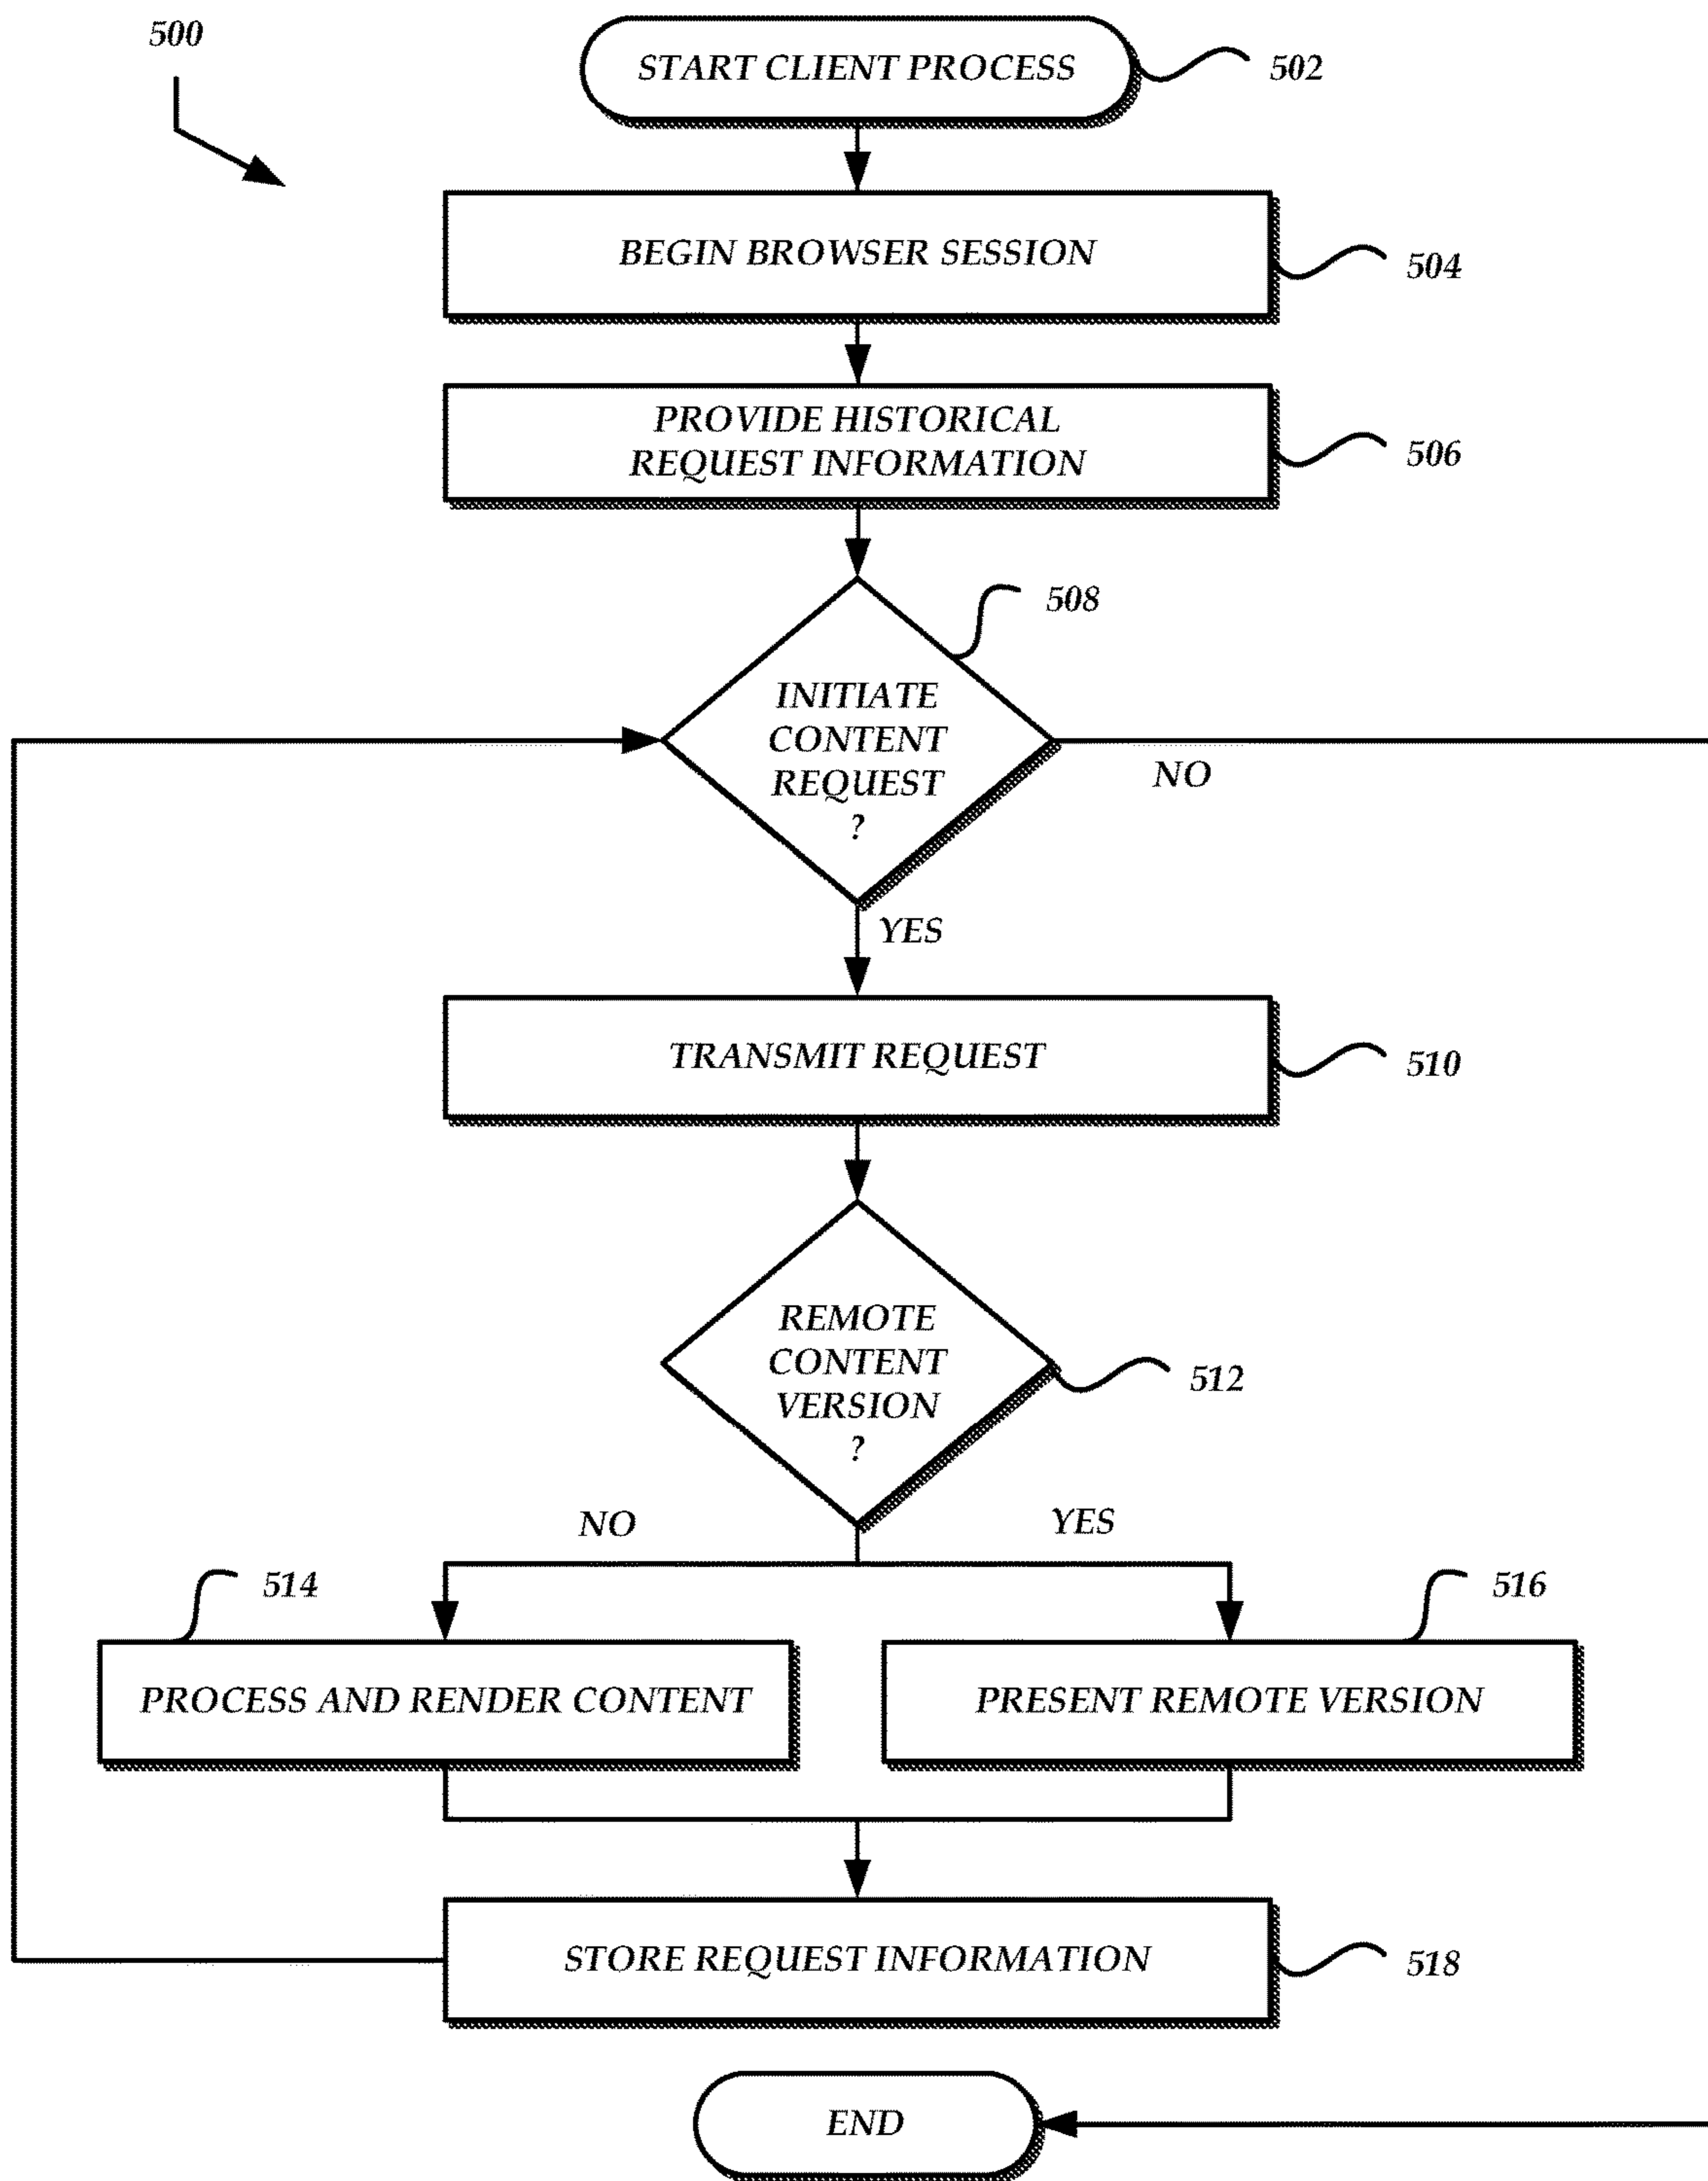 500
START CLIENT PROCESS
502
BEGIN BROWSER SESSION
504
PROVIDE HISTORICAL
REQUEST INFORMATION
506
508
INITIATE
CONTENT
REQUEST
?
NO
YES
TRANSMIT REQUEST
510
REMOTE
CONTENT
VERSION
?
512
NO
YES
514
516
PROCESS AND RENDER CONTENT
PRESENT REMOTE VERSION
STORE REQUEST INFORMATION
518
END